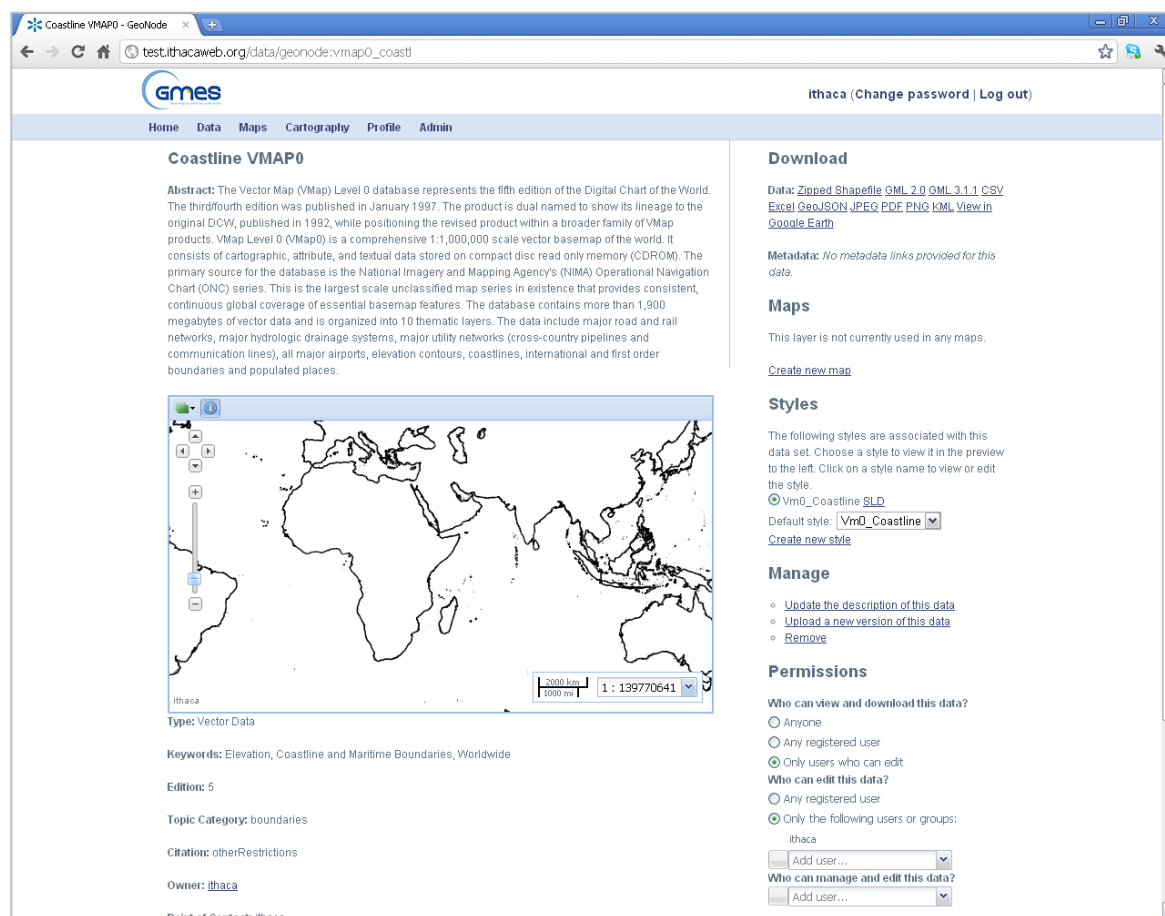 Coastline VMAP0 - GeoNode
test.ithacaweb.org/data/geonode:vmap0_coastl
GMES
ithaca (Change password | Log out)
Home Data Maps Cartography Profile Admin
Coastline VMAP0
Abstract: The Vector Map (VMap) Level 0 database represents the fifth edition of the Digital Chart of the World.
The third/fourth edition was published in January 1997. The product is dual named to show its lineage to the
original DCW, published in 1992, while positioning the revised product within a broader family of VMap
products. VMap Level 0 (VMap0) is a comprehensive 1:1,000,000 scale vector basemap of the world. It
consists of cartographic, attribute, and textual data stored on compact disc read only memory (CDROM). The
primary source for the database is the National Imagery and Mapping Agency's (NIMA) Operational Navigation
Chart (ONC) series. This is the largest scale unclassified map series in existence that provides consistent,
continuous global coverage of essential basemap features. The database contains more than 1,900
megabytes of vector data and is organized into 10 thematic layers. The data include major road and rail
networks, major hydrologic drainage systems, major utility networks (cross-country pipelines and
communication lines), all major airports, elevation contours, coastlines, international and first order
boundaries and populated places.
2000 km
1000 mi
1 : 139770641
ithaca
Type: Vector Data
Keywords: Elevation, Coastline and Maritime Boundaries, Worldwide
Edition: 5
Topic Category: boundaries
Citation: otherRestrictions
Owner: ithaca
Point of Contact: ithaca
Download
Data: Zipped Shapefile GML 2.0 GML 3.1.1 CSV
Excel GeoJSON JPEG PDF PNG KML View in
Google Earth
Metadata: No metadata links provided for this
data.
Maps
This layer is not currently used in any maps.
Create new map
Styles
The following styles are associated with this
data set. Choose a style to view it in the preview
to the left. Click on a style name to view or edit
the style.
Vm0_Coastline SLD
Default style: Vm0_Coastline
Create new style
Manage
Update the description of this data
Upload a new version of this data
Remove
Permissions
Who can view and download this data?
Anyone
Any registered user
Only users who can edit
Who can edit this data?
Any registered user
Only the following users or groups:
ithaca
Add user...
Who can manage and edit this data?
Add user...